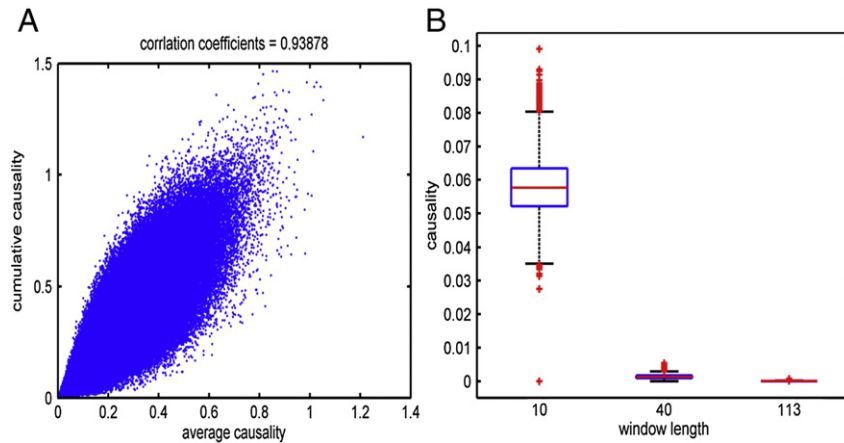 A
corrlation coefficients = 0.93878
cumulative causality
1.5
1
0.5
0
0 0.2 0.4 0.6 0.8 1 1.2 1.4
average causality
B
causality
0.1
0.09
0.08
0.07
0.06
0.05
0.04
0.03
0.02
0.01
0
10 40 113
window length